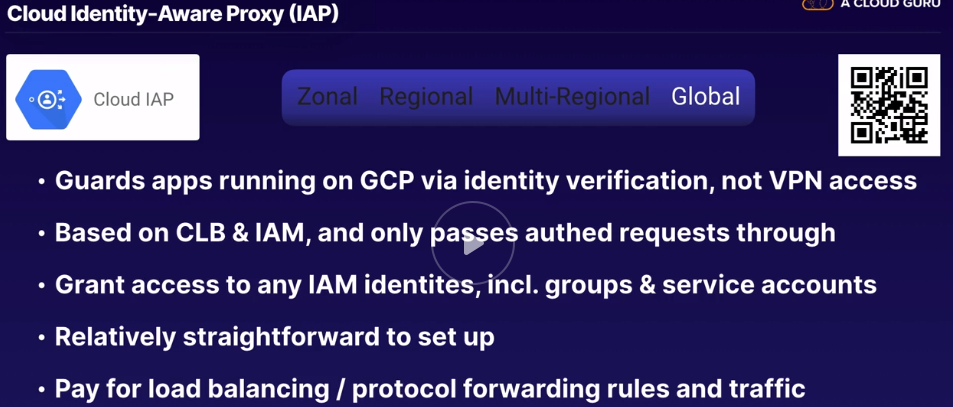 Cloud Identity-Aware Proxy (IAP)
A CLOUD GURU
Cloud IAP
Zonal Regional Multi-Regional Global
• Guards apps running on GCP via identity verification, not VPN access
• Based on CLB & IAM, and only passes authed requests through
• Grant access to any IAM identites, incl. groups & service accounts
• Relatively straightforward to set up
• Pay for load balancing / protocol forwarding rules and traffic